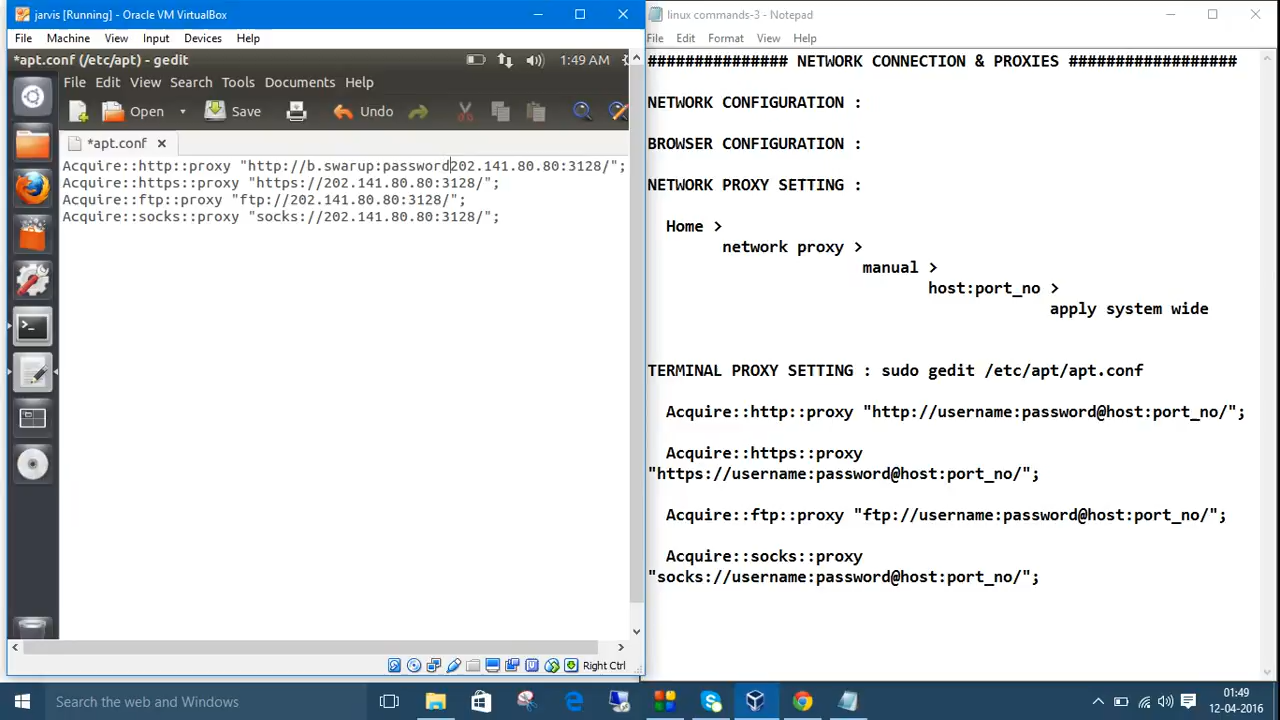 jarvis [Running] - Oracle VM VirtualBox
File Machine View Input Devices Help
*apt.conf (/etc/apt) - gedit
1:49 AM
File Edit View Search Tools Documents Help
Open Save Undo
*apt.conf
Acquire::http::proxy "http://b.swarup:password202.141.80.80:3128/";
Acquire::https::proxy "https://202.141.80.80:3128/";
Acquire::ftp::proxy "ftp://202.141.80.80:3128/";
Acquire::socks::proxy "socks://202.141.80.80:3128/";
Right Ctrl
linux commands-3 - Notepad
File Edit Format View Help
############### NETWORK CONNECTION & PROXIES ##################
NETWORK CONFIGURATION :
BROWSER CONFIGURATION :
NETWORK PROXY SETTING :
Home >
network proxy >
manual >
host:port_no >
apply system wide
TERMINAL PROXY SETTING : sudo gedit /etc/apt/apt.conf
Acquire::http::proxy "http://username:password@host:port_no/";
Acquire::https::proxy
"https://username:password@host:port_no/";
Acquire::ftp::proxy "ftp://username:password@host:port_no/";
Acquire::socks::proxy
"socks://username:password@host:port_no/";
Search the web and Windows
01:49
12-04-2016